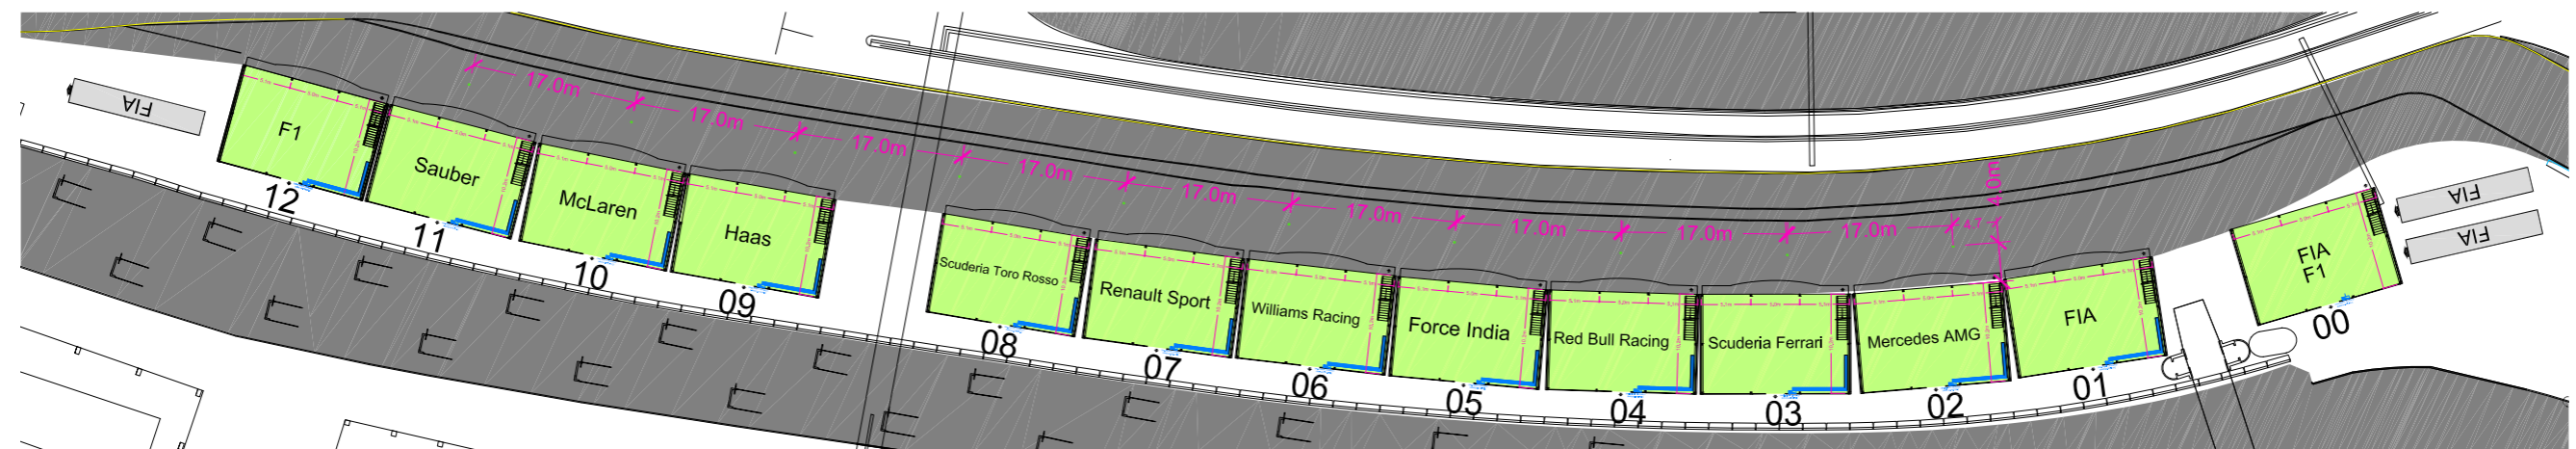 FIA
F1
12
Sauber
11
McLaren
10
Haas
09
Scuderia Toro Rosso
08
Renault Sport
07
Williams Racing
06
Force India
05
Red Bull Racing
04
Scuderia Ferrari
03
Mercedes AMG
02
FIA
01
FIA
F1
00
FIA
FIA
17.0m
17.0m
17.0m
17.0m
17.0m
17.0m
17.0m
17.0m
17.0m
4.7
4.0m